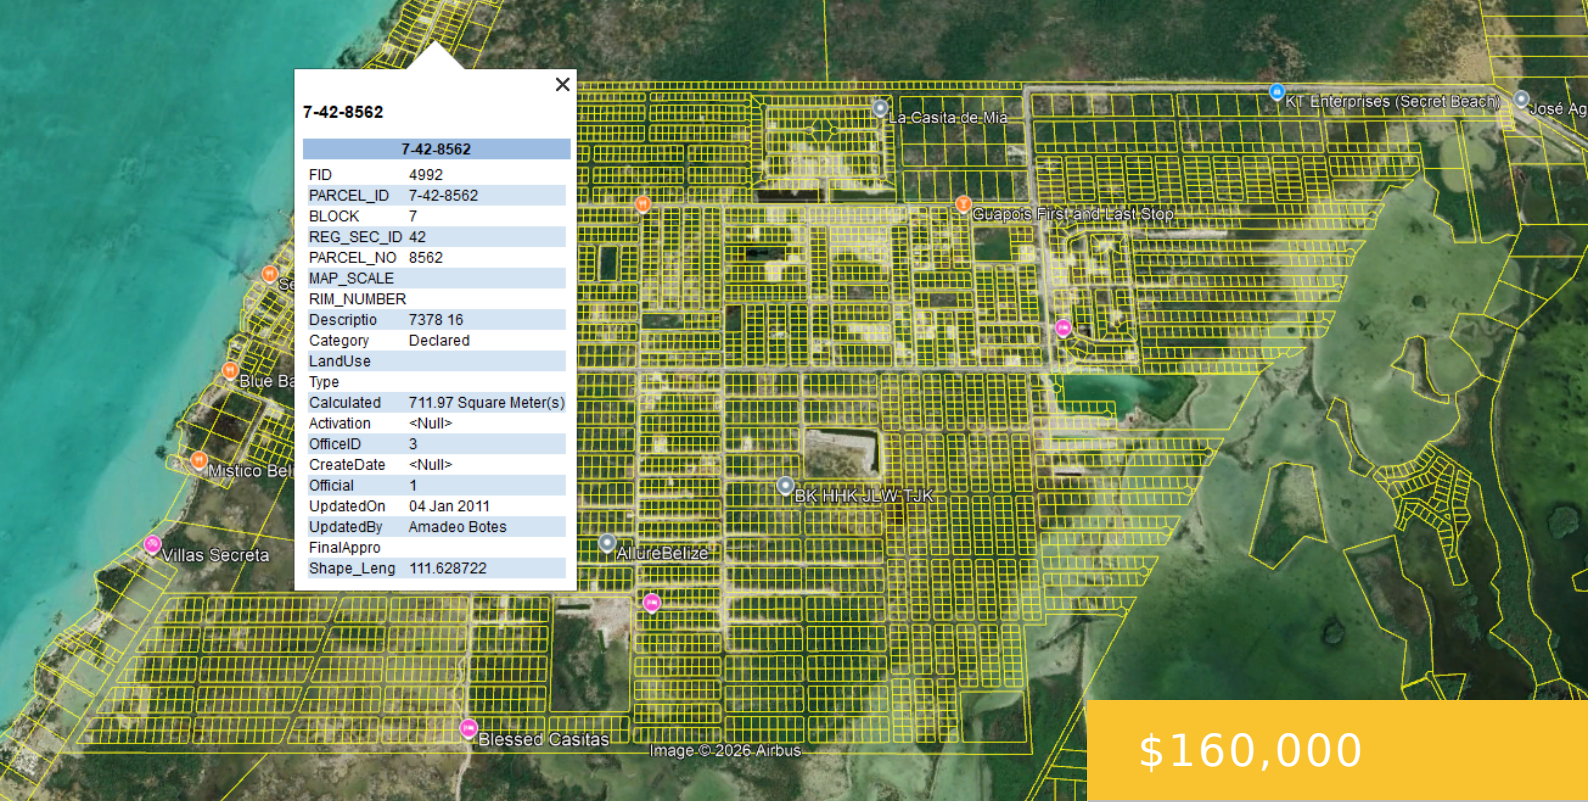 7-42-8562
7-42-8562
FID 4992
PARCEL_ID 7-42-8562
BLOCK 7
REG_SEC_ID 42
PARCEL_NO 8562
MAP_SCALE
RIM_NUMBER
Descriptio 7378 16
Category Declared
LandUse
Type
Calculated 711.97 Square Meter(s)
Activation <Null>
OfficeID 3
CreateDate <Null>
Official 1
UpdatedOn 04 Jan 2011
UpdatedBy Amadeo Botes
FinalAppro
Shape_Leng 111.628722
La Casita de Mia
KT Enterprises (Secret Beach)
José Ag
Guapo's First and Last Stop
Se
Blue Ba
Mistico Beli
BK HHK JLW TJK
AllureBelize
Villas Secreta
Blessed Casitas
Image © 2026 Airbus
$160,000